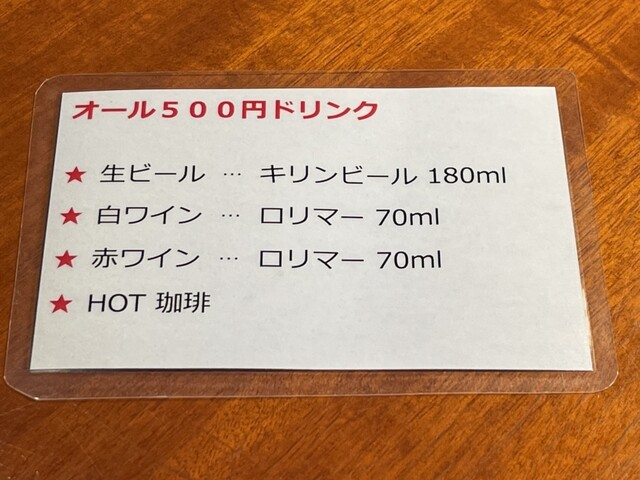 オール５００円ドリンク
★ 生ビール … キリンビール 180ml
★ 白ワイン … ロリマー 70ml
★ 赤ワイン … ロリマー 70ml
★ HOT 珈琲